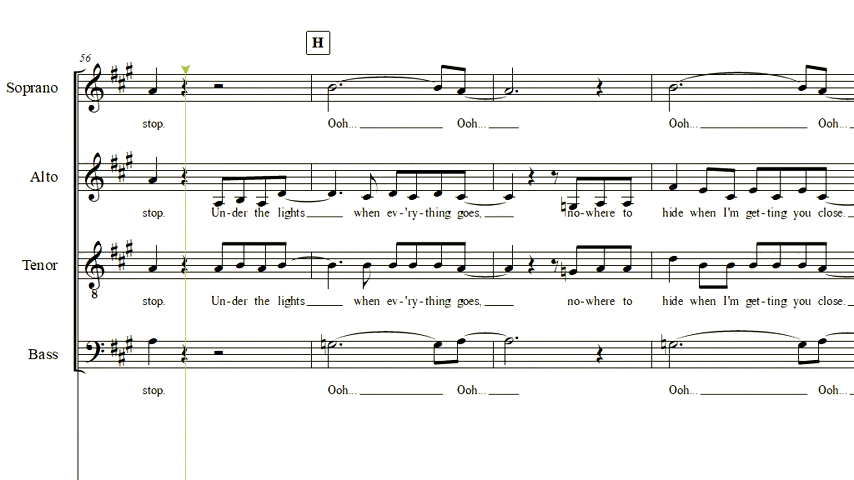 H
56
Soprano
stop. Ooh... Ooh... Ooh... Ooh...
Alto
stop. Un-der the lights when ev-'ry-thing goes, no-where to hide when I'm get-ting you close.
Tenor
8
stop. Un-der the lights when ev-'ry-thing goes, no-where to hide when I'm get-ting you close.
Bass
stop. Ooh... Ooh... Ooh... Ooh...